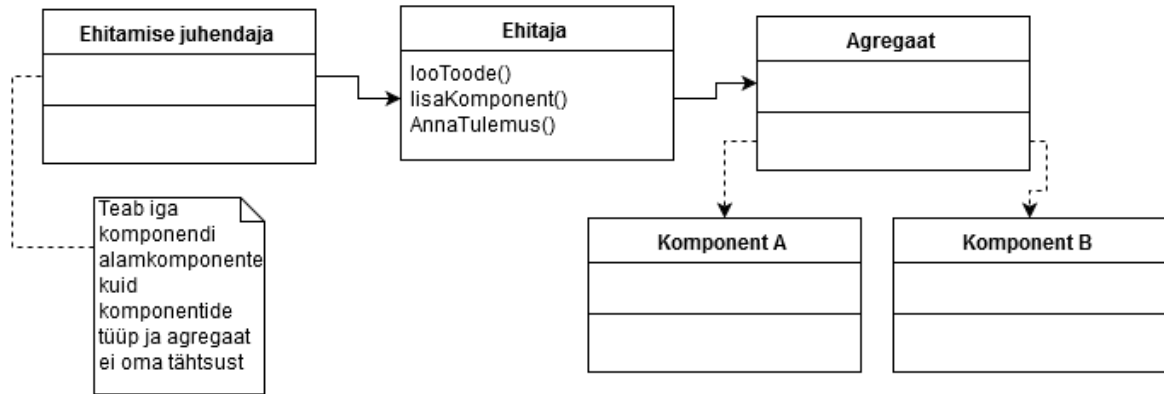 Ehitamise juhendaja
Ehitaja
looToode()
lisaKomponent()
AnnaTulemus()
Agregaat
Teab iga
komponendi
alamkomponente
kuid
komponentide
tüüp ja agregaat
ei oma tähtsust
Komponent A
Komponent B